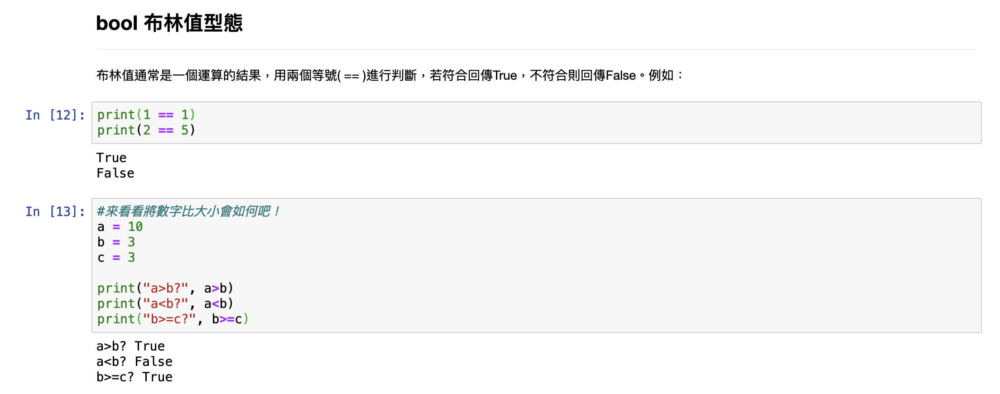 bool 布林值型態
布林值通常是一個運算的結果，用兩個等號( == )進行判斷，若符合回傳True，不符合則回傳False。例如：
In [12]:
print(1 == 1)
print(2 == 5)
True
False
In [13]:
#來看看將數字比大小會如何吧！
a = 10
b = 3
c = 3
print("a>b?", a>b)
print("a<b?", a<b)
print("b>=c?", b>=c)
a>b? True
a<b? False
b>=c? True